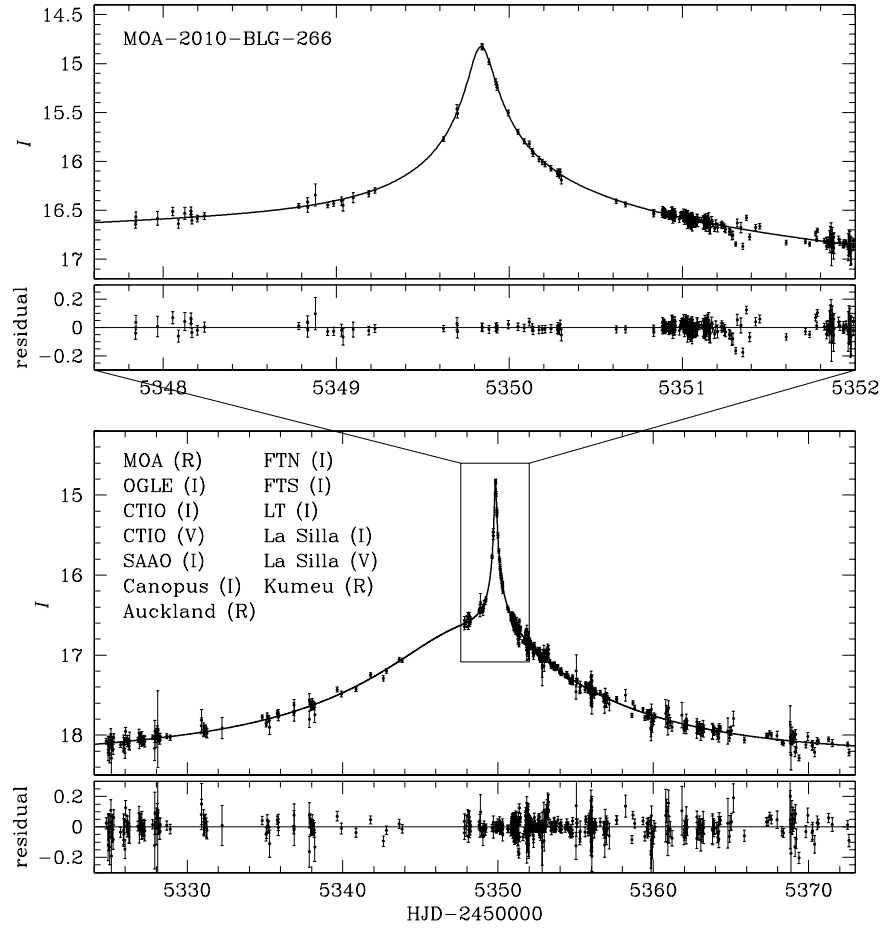 14.5
MOA-2010-BLG-266
15
15.5
I
16
16.5
17
residual
0.2
0
-0.2
5348 5349 5350 5351 5352
MOA (R) FTN (I)
OGLE (I) FTS (I)
CTIO (I) LT (I)
CTIO (V) La Silla (I)
SAAO (I) La Silla (V)
Canopus (I) Kumeu (R)
Auckland (R)
15
16
I
17
18
residual
0.2
0
-0.2
5330 5340 5350 5360 5370
HJD-2450000